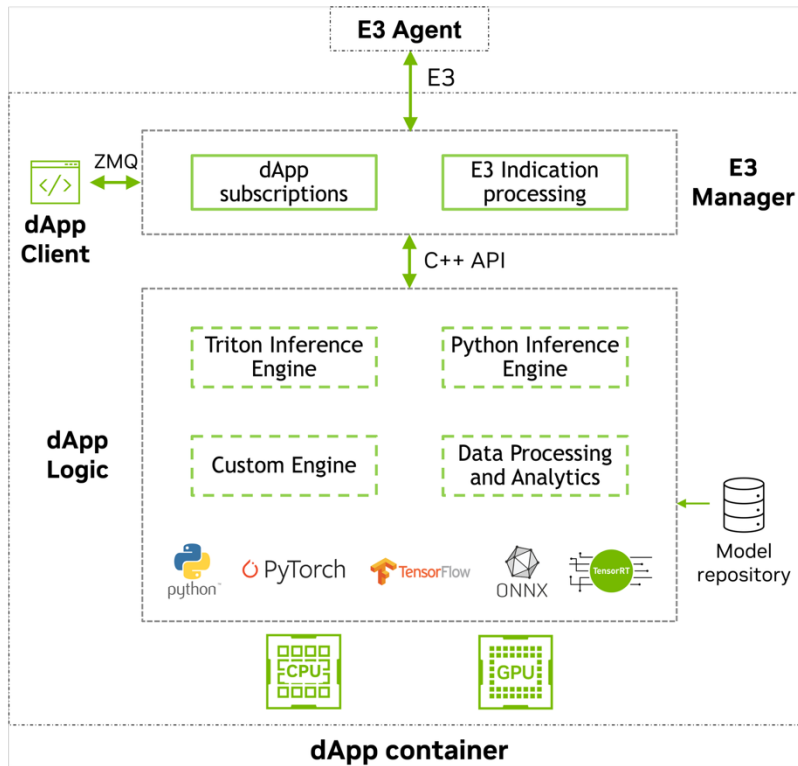 E3 Agent
E3
ZMQ
</>
dApp
Client
dApp
subscriptions
E3 Indication
processing
E3
Manager
C++ API
dApp
Logic
Triton Inference
Engine
Python Inference
Engine
Custom Engine
Data Processing
and Analytics
Model
repository
python™
PyTorch
TensorFlow
ONNX
TensorRT
CPU
GPU
dApp container